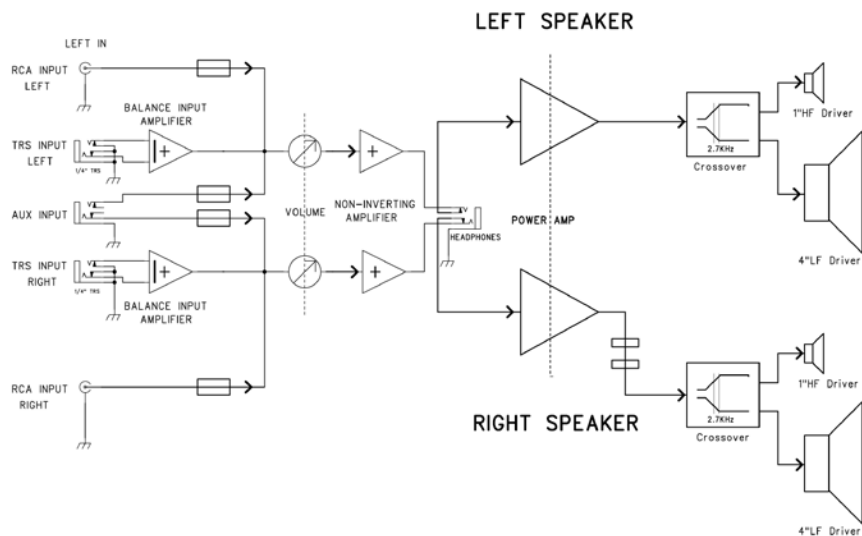 LEFT SPEAKER
LEFT IN
RCA INPUT
LEFT
BALANCE INPUT
AMPLIFIER
TRS INPUT
LEFT
1/4" TRS
AUX INPUT
VOLUME
NON-INVERTING
AMPLIFIER
HEADPHONES
POWER AMP
2.7KHz
Crossover
1"HF Driver
4"LF Driver
TRS INPUT
RIGHT
1/4" TRS
BALANCE INPUT
AMPLIFIER
RCA INPUT
RIGHT
RIGHT SPEAKER
2.7KHz
Crossover
1"HF Driver
4"LF Driver